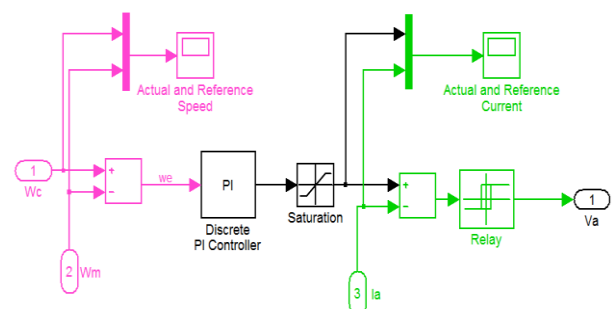 Actual and Reference
Speed
Actual and Reference
Current
1
Wc
+
−
we
PI
Discrete
PI Controller
Saturation
+
−
Relay
1
Va
2
Wm
3
Ia